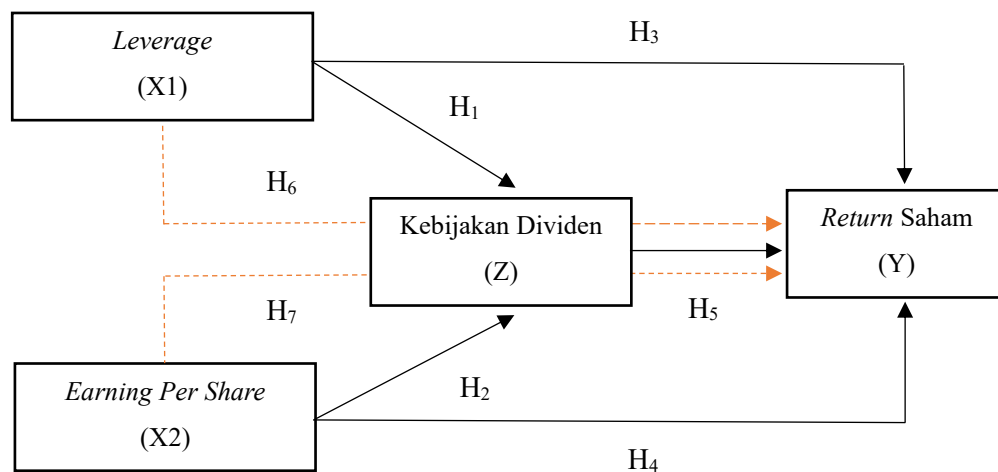 Leverage
(X1)
H₃
H₁
H₆
Kebijakan Dividen
(Z)
Return Saham
(Y)
H₇
H₅
Earning Per Share
(X2)
H₂
H₄